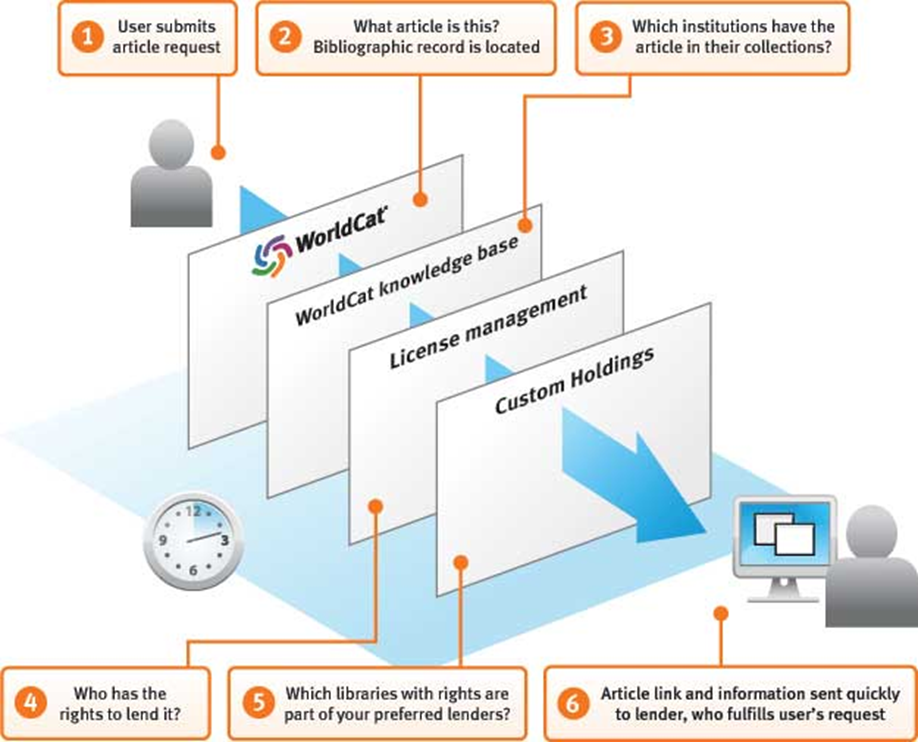 1
User submits
article request
2
What article is this?
Bibliographic record is located
3
Which institutions have the
article in their collections?
WorldCat®
WorldCat knowledge base
License management
Custom Holdings
12
9
3
6
4
Who has the
rights to lend it?
5
Which libraries with rights are
part of your preferred lenders?
6
Article link and information sent quickly
to lender, who fulfills user's request